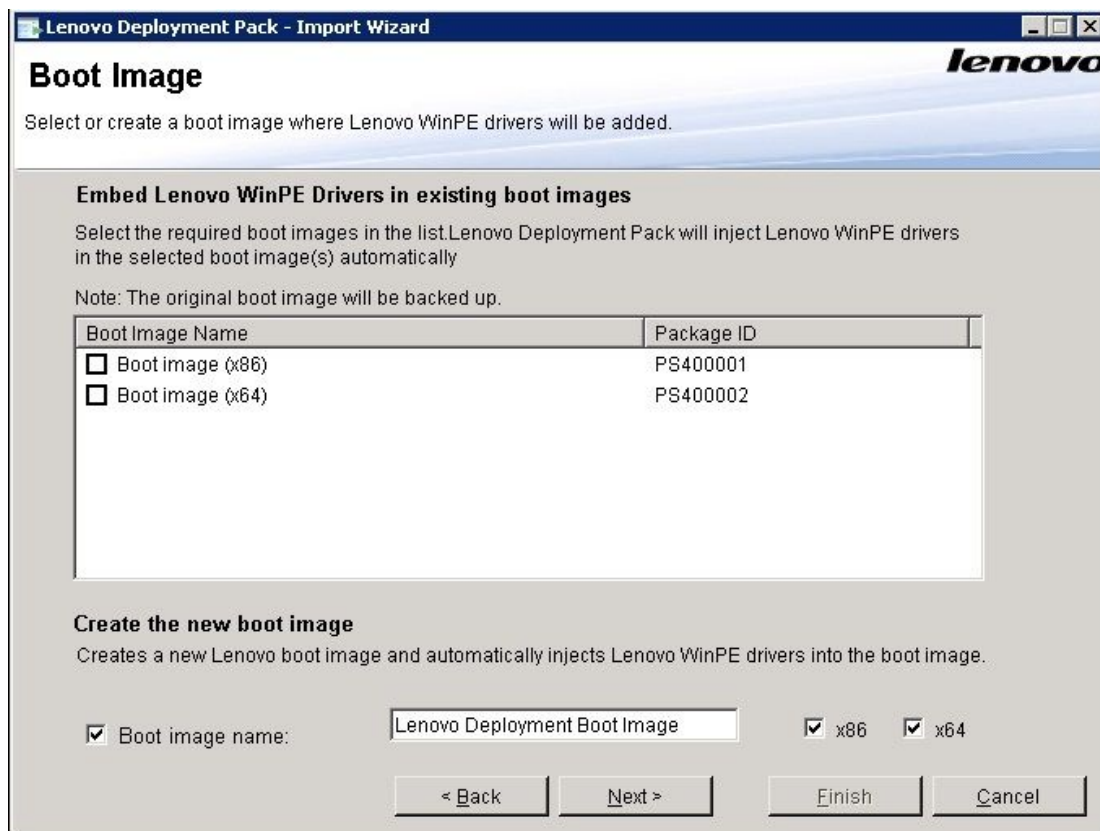 Lenovo Deployment Pack - Import Wizard
lenovo
Boot Image
Select or create a boot image where Lenovo WinPE drivers will be added.
Embed Lenovo WinPE Drivers in existing boot images
Select the required boot images in the list.Lenovo Deployment Pack will inject Lenovo WinPE drivers
in the selected boot image(s) automatically
Note: The original boot image will be backed up.
Boot Image Name Package ID
Boot image (x86) PS400001
Boot image (x64) PS400002
Create the new boot image
Creates a new Lenovo boot image and automatically injects Lenovo WinPE drivers into the boot image.
Boot image name: Lenovo Deployment Boot Image x86 x64
< Back Next > Finish Cancel